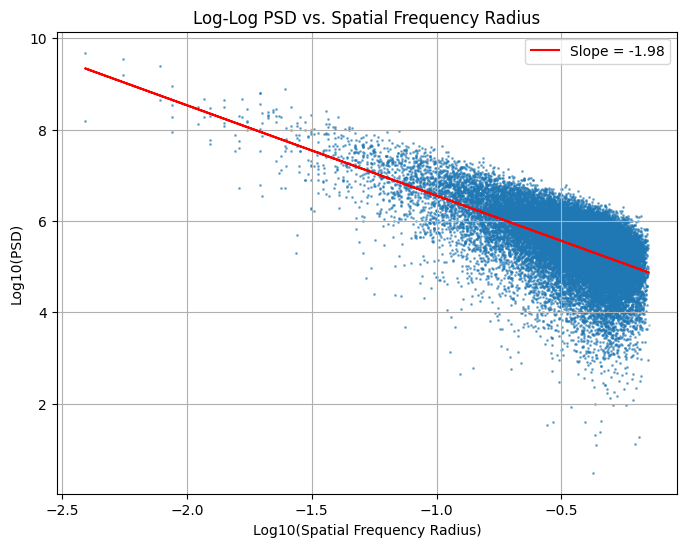 Log-Log PSD vs. Spatial Frequency Radius
Slope = -1.98
Log10(PSD)
10
8
6
4
2
−2.5 −2.0 −1.5 −1.0 −0.5
Log10(Spatial Frequency Radius)